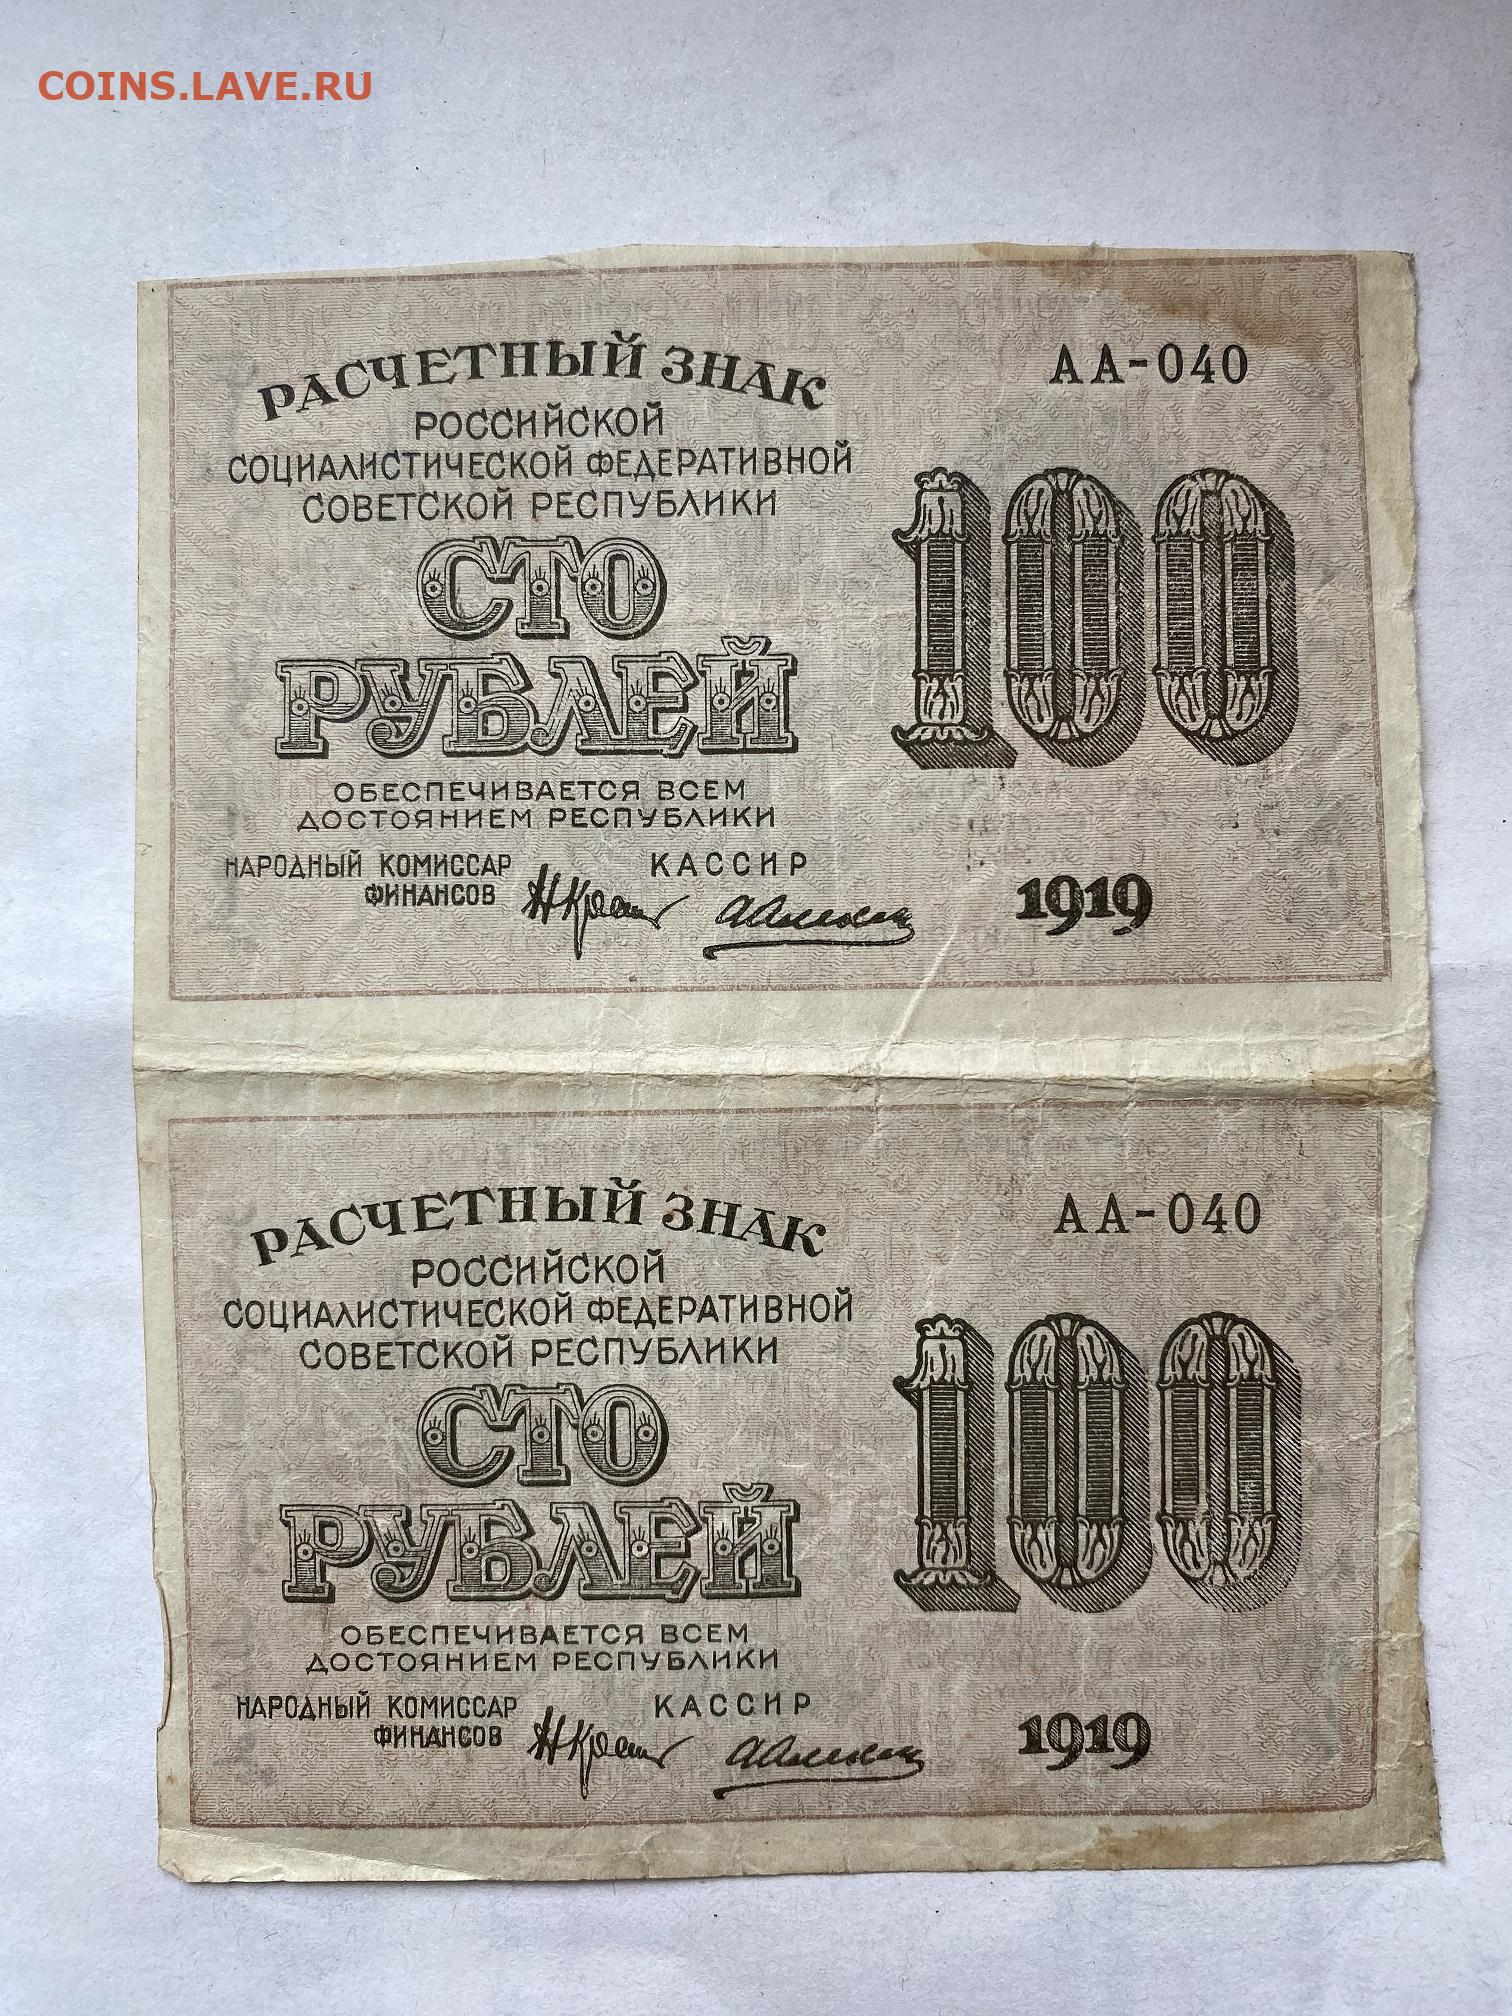 COINS.LAVE.RU
РАСЧЕТНЫЙ ЗНАК
АА-040
РОССИЙСКОЙ
СОЦИАЛИСТИЧЕСКОЙ ФЕДЕРАТИВНОЙ
СОВЕТСКОЙ РЕСПУБЛИКИ
СТО
РУБЛЕЙ
100
ОБЕСПЕЧИВАЕТСЯ ВСЕМ
ДОСТОЯНИЕМ РЕСПУБЛИКИ
НАРОДНЫЙ КОМИССАР
ФИНАНСОВ
КАССИР
1919
РАСЧЕТНЫЙ ЗНАК
АА-040
РОССИЙСКОЙ
СОЦИАЛИСТИЧЕСКОЙ ФЕДЕРАТИВНОЙ
СОВЕТСКОЙ РЕСПУБЛИКИ
СТО
РУБЛЕЙ
100
ОБЕСПЕЧИВАЕТСЯ ВСЕМ
ДОСТОЯНИЕМ РЕСПУБЛИКИ
НАРОДНЫЙ КОМИССАР
ФИНАНСОВ
КАССИР
1919